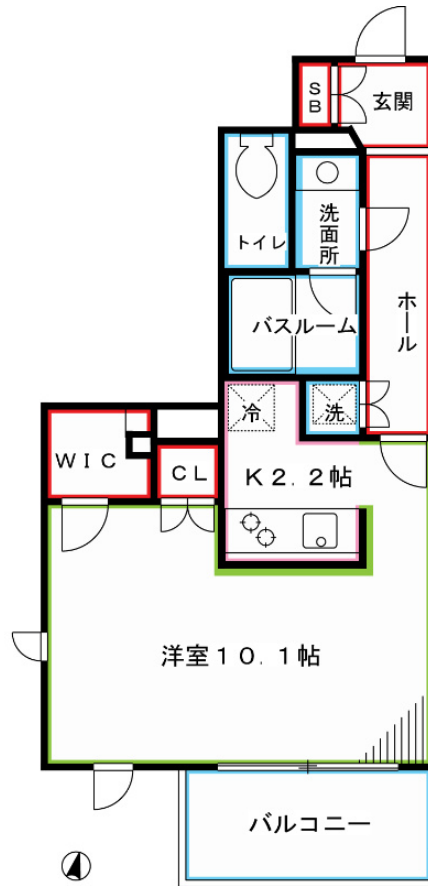 SB
玄関
トイレ
洗面所
ホール
バスルーム
冷
洗
WIC
CL
K2.2帖
洋室10.1帖
バルコニー